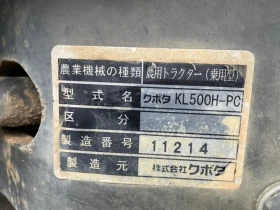 農業機械の種類 農用トラクター(乗用型)
型式名 クボタ KL500H-PC
区分
製造番号 11214
製造元 株式会社クボタ